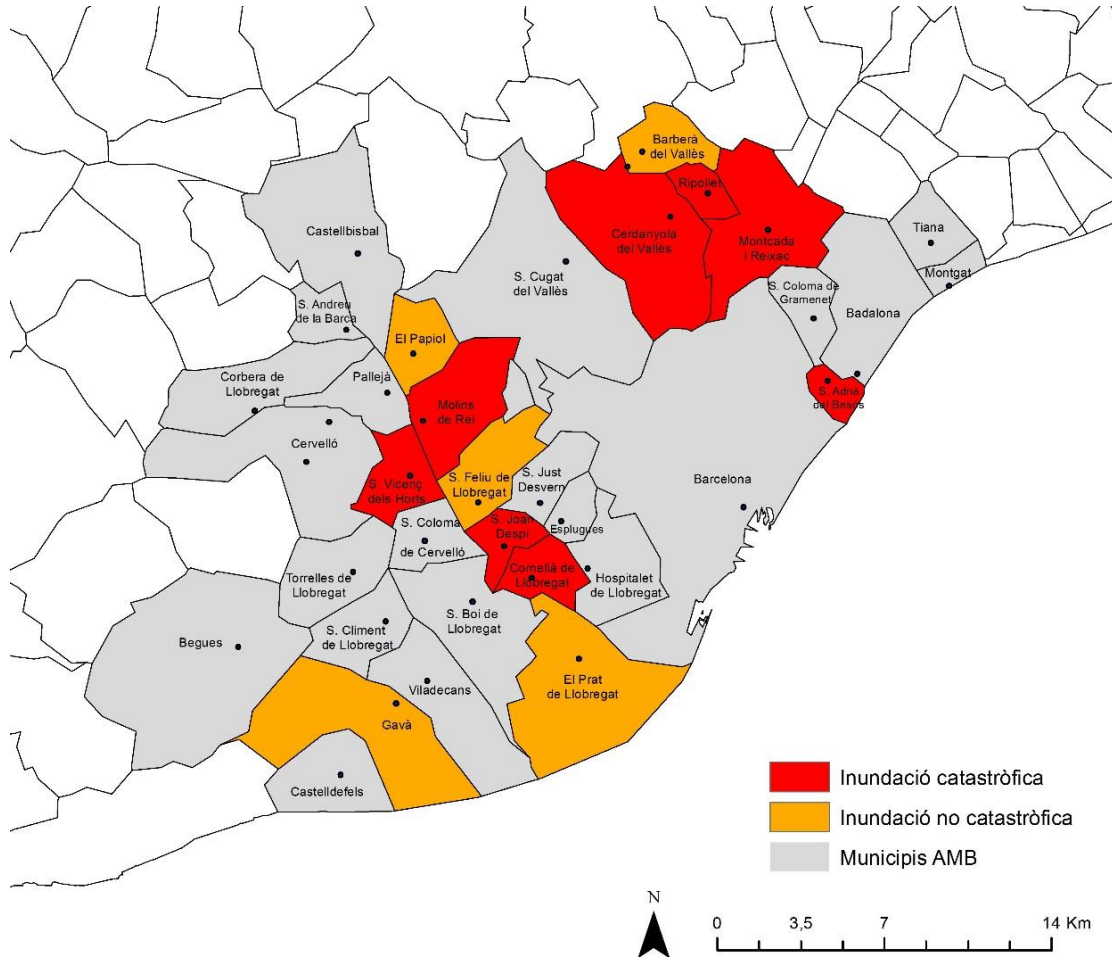 Barberà
del Vallès
Ripollet
Cerdanyola
del Vallès
Montcada
i Reixac
Tiana
Montgat
Castellbisbal
S. Cugat
del Vallès
S. Coloma de
Gramenet
Badalona
S. Andreu
de la Barca
El Papiol
Pallejà
Corbera de
Llobregat
Molins
de Rei
S. Adrià
del Besòs
Cervelló
S. Vicenç
dels Horts
S. Feliu de
Llobregat
S. Just
Desvern
Barcelona
S. Coloma
de Cervelló
S. Joan
Despí
Esplugues
Cornellà de
Llobregat
Hospitalet
de Llobregat
Torrelles de
Llobregat
S. Boi de
Llobregat
S. Climent
de Llobregat
Begues
Viladecans
El Prat
de Llobregat
Gavà
Castelldefels
Inundació catastròfica
Inundació no catastròfica
Municipis AMB
N
0 3,5 7 14 Km